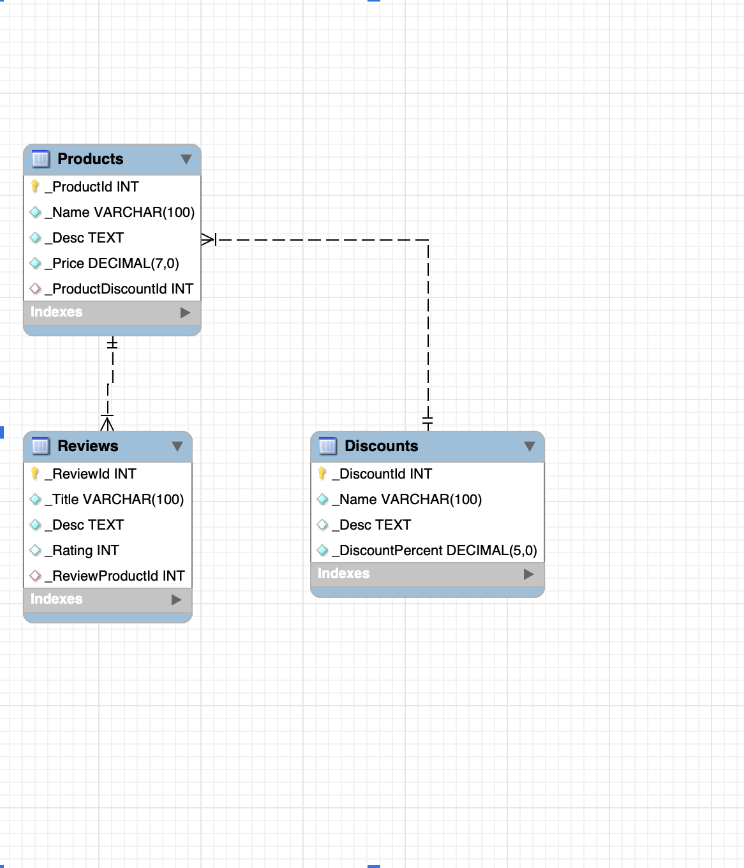 Products
_ProductId INT
_Name VARCHAR(100)
_Desc TEXT
_Price DECIMAL(7,0)
_ProductDiscountId INT
Indexes
Reviews
_ReviewId INT
_Title VARCHAR(100)
_Desc TEXT
_Rating INT
_ReviewProductId INT
Indexes
Discounts
_DiscountId INT
_Name VARCHAR(100)
_Desc TEXT
_DiscountPercent DECIMAL(5,0)
Indexes